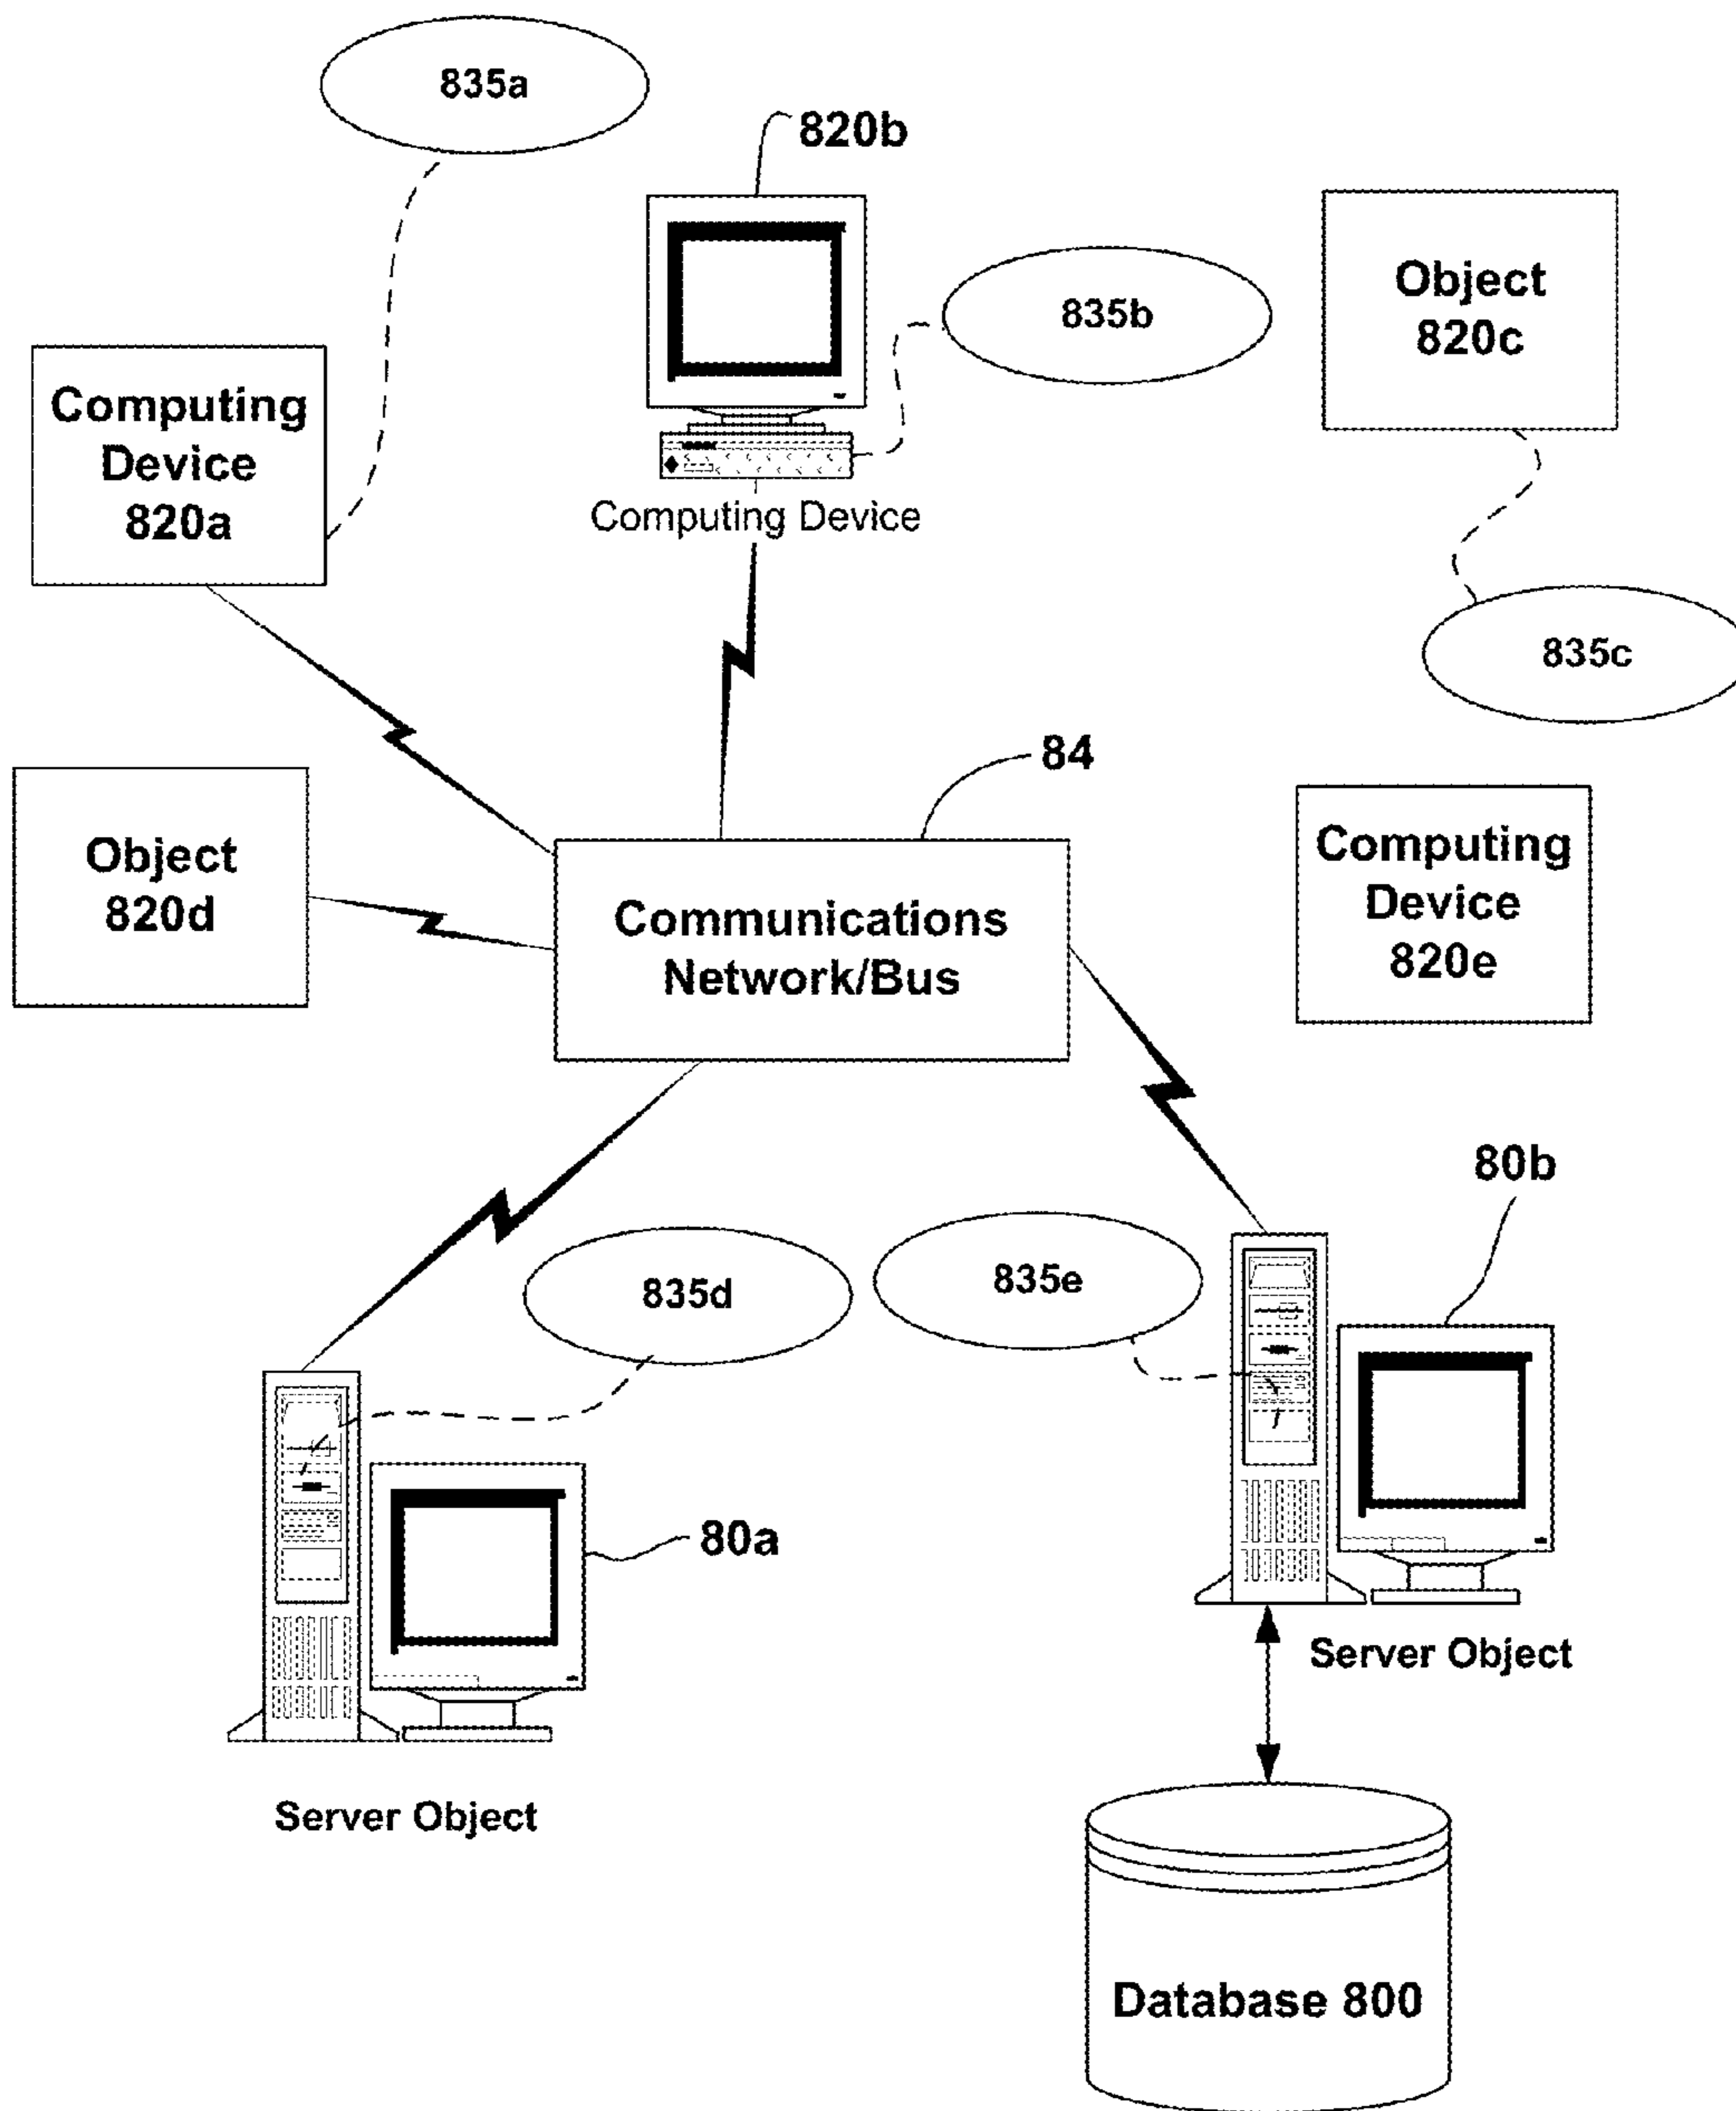 835a
820b
835b
Object
820c
Computing
Device
820a
Computing Device
835c
84
Object
820d
Communications
Network/Bus
Computing
Device
820e
80b
835d
835e
80a
Server Object
Server Object
Database 800